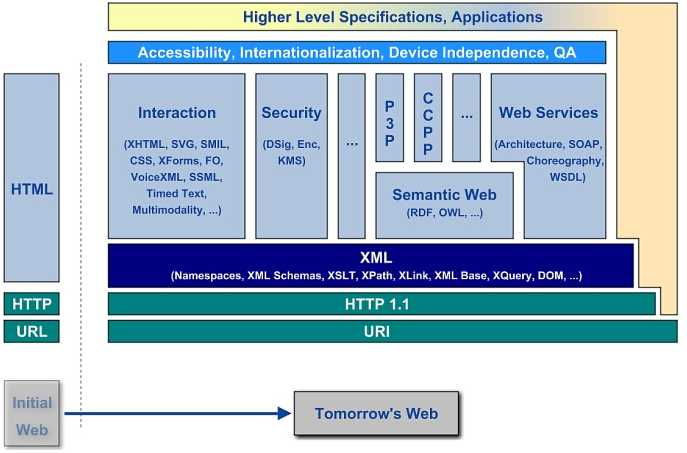 Higher Level Specifications, Applications
Accessibility, Internationalization, Device Independence, QA
HTML
Interaction
(XHTML, SVG, SMIL,
CSS, XForms, FO,
VoiceXML, SSML,
Timed Text,
Multimodality, ...)
Security
(DSig, Enc,
KMS)
...
P3P
CCPP
...
Web Services
(Architecture, SOAP,
Choreography,
WSDL)
Semantic Web
(RDF, OWL, ...)
XML
(Namespaces, XML Schemas, XSLT, XPath, XLink, XML Base, XQuery, DOM, ...)
HTTP
HTTP 1.1
URL
URI
Initial
Web
Tomorrow's Web